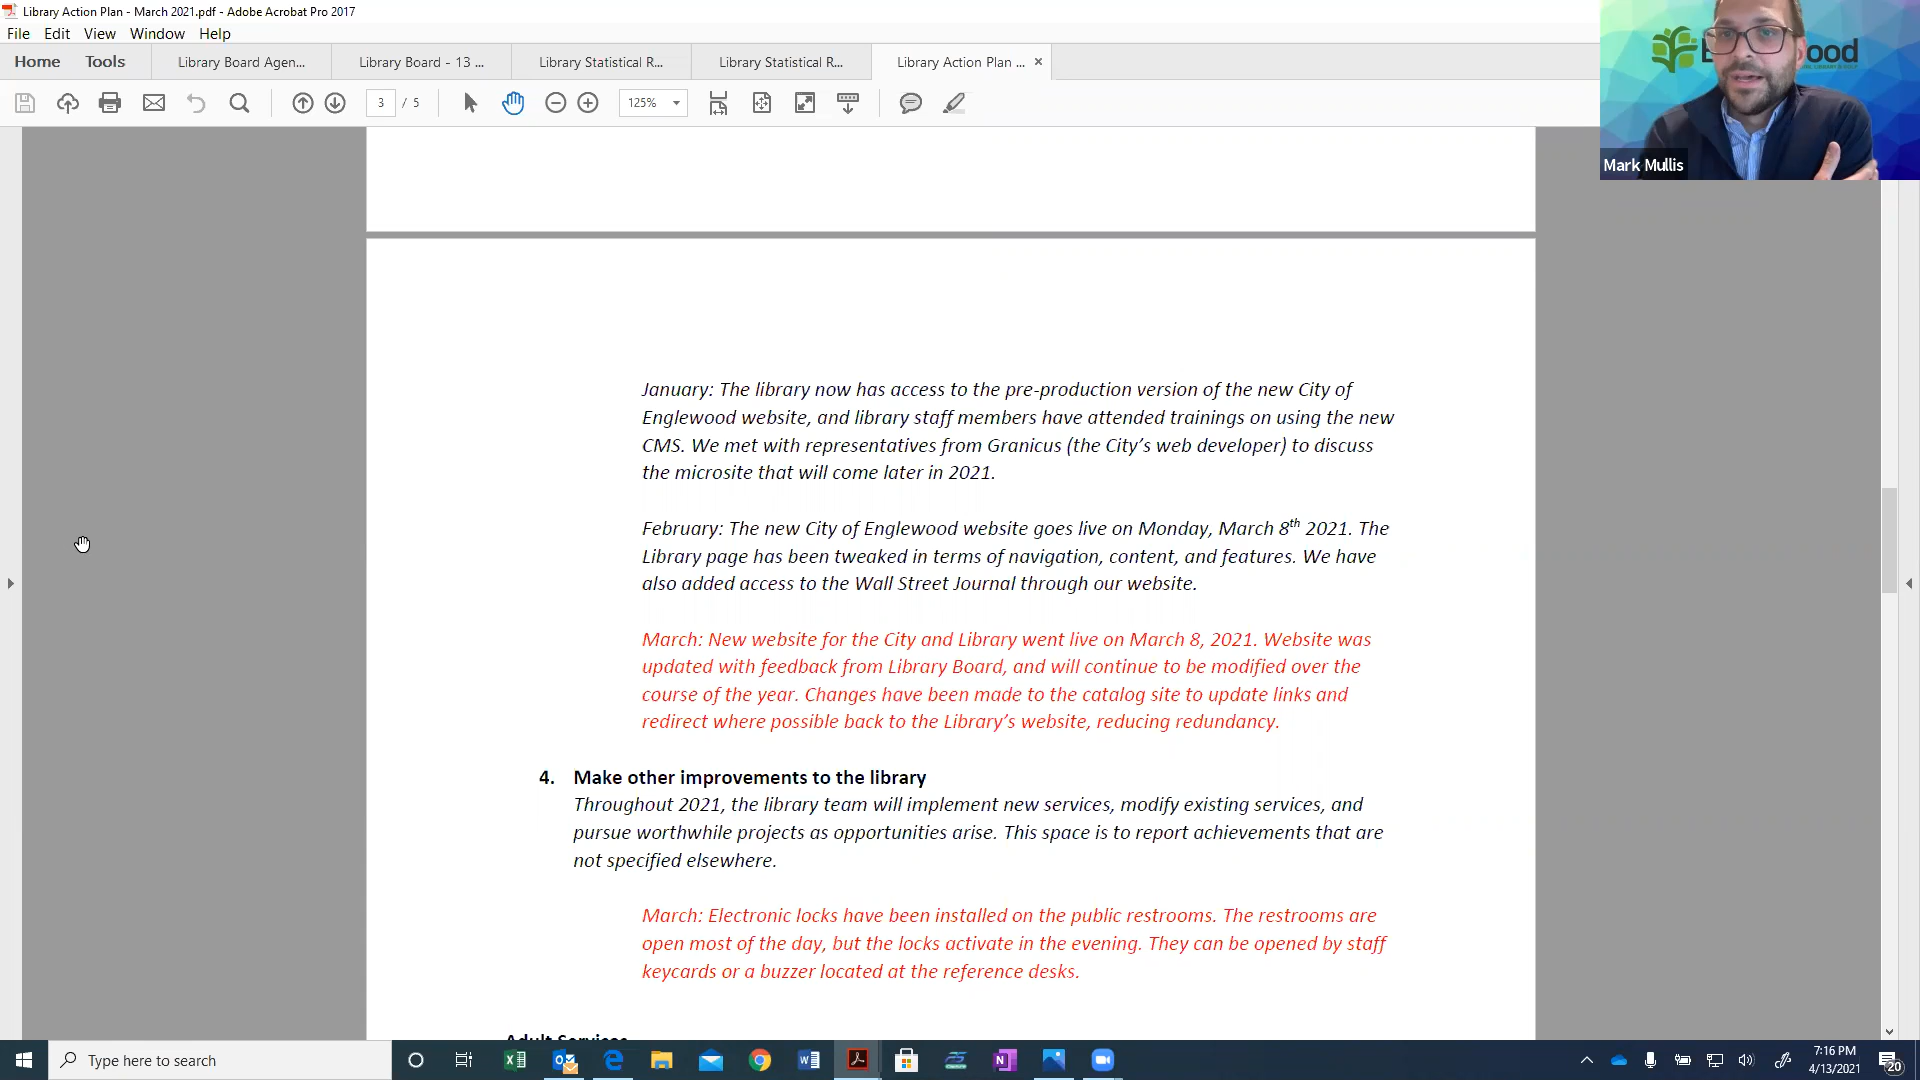 Library Action Plan - March 2021.pdf - Adobe Acrobat Pro 2017
File Edit View Window Help
Home Tools Library Board Agen... Library Board - 13 ... Library Statistical R... Library Statistical R... Library Action Plan ... ×
3 / 5 125%
Mark Mullis
January: The library now has access to the pre-production version of the new City of
Englewood website, and library staff members have attended trainings on using the new
CMS. We met with representatives from Granicus (the City's web developer) to discuss
the microsite that will come later in 2021.
February: The new City of Englewood website goes live on Monday, March 8th 2021. The
Library page has been tweaked in terms of navigation, content, and features. We have
also added access to the Wall Street Journal through our website.
March: New website for the City and Library went live on March 8, 2021. Website was
updated with feedback from Library Board, and will continue to be modified over the
course of the year. Changes have been made to the catalog site to update links and
redirect where possible back to the Library's website, reducing redundancy.
4. Make other improvements to the library
Throughout 2021, the library team will implement new services, modify existing services, and
pursue worthwhile projects as opportunities arise. This space is to report achievements that are
not specified elsewhere.
March: Electronic locks have been installed on the public restrooms. The restrooms are
open most of the day, but the locks activate in the evening. They can be opened by staff
keycards or a buzzer located at the reference desks.
Adult Services
Type here to search
7:16 PM
4/13/2021
20